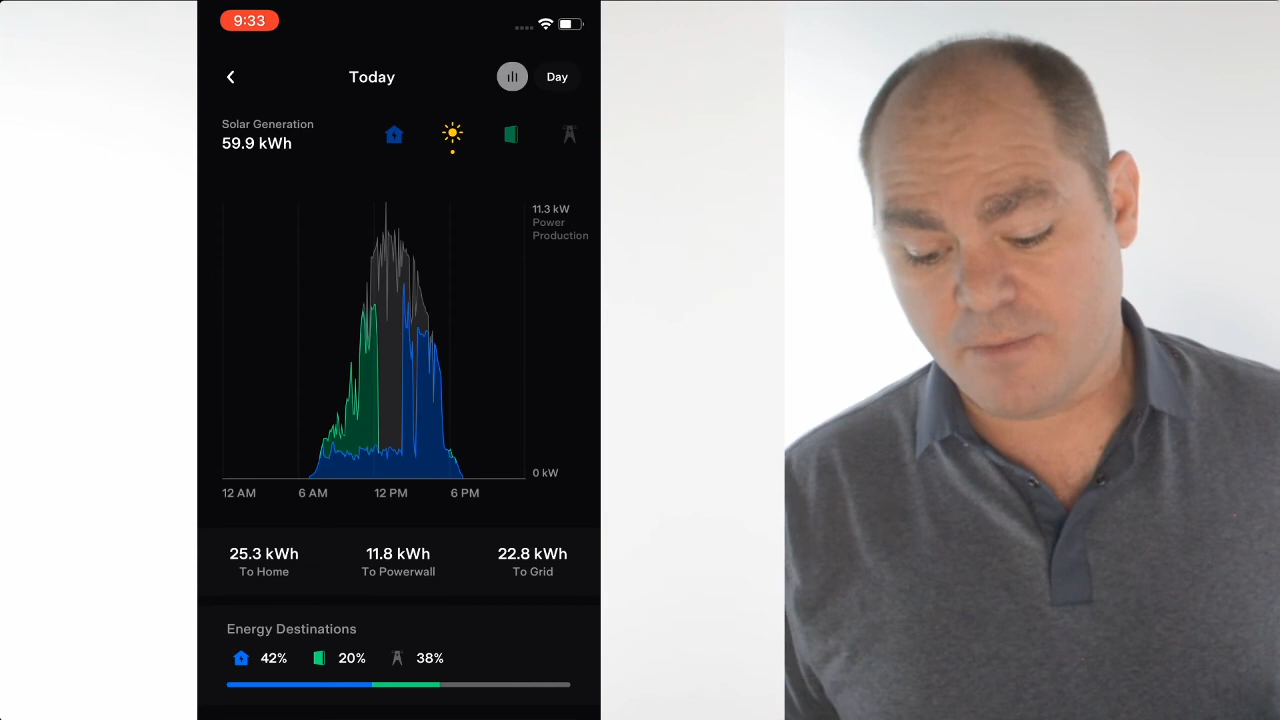 9:33
Today
Day
Solar Generation
59.9 kWh
11.3 kW
Power
Production
0 kW
12 AM 6 AM 12 PM 6 PM
25.3 kWh 11.8 kWh 22.8 kWh
To Home To Powerwall To Grid
Energy Destinations
42% 20% 38%